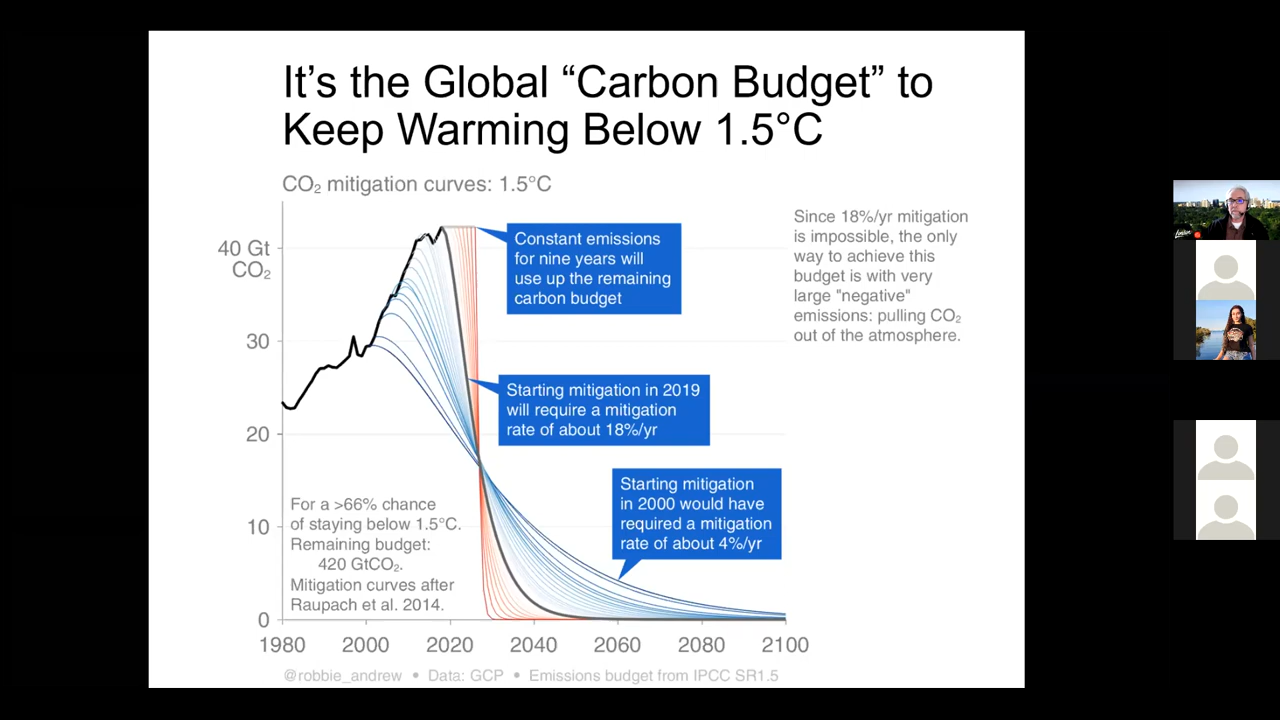 It’s the Global “Carbon Budget” to
Keep Warming Below 1.5°C
CO₂ mitigation curves: 1.5°C
40 Gt
CO₂
30
20
10
0
1980
2000
2020
2040
2060
2080
2100
Constant emissions
for nine years will
use up the remaining
carbon budget
Starting mitigation in 2019
will require a mitigation
rate of about 18%/yr
Starting mitigation
in 2000 would have
required a mitigation
rate of about 4%/yr
For a >66% chance
of staying below 1.5°C.
Remaining budget:
420 GtCO₂.
Mitigation curves after
Raupach et al. 2014.
Since 18%/yr mitigation
is impossible, the only
way to achieve this
budget is with very
large "negative"
emissions: pulling CO₂
out of the atmosphere.
@robbie_andrew • Data: GCP • Emissions budget from IPCC SR1.5